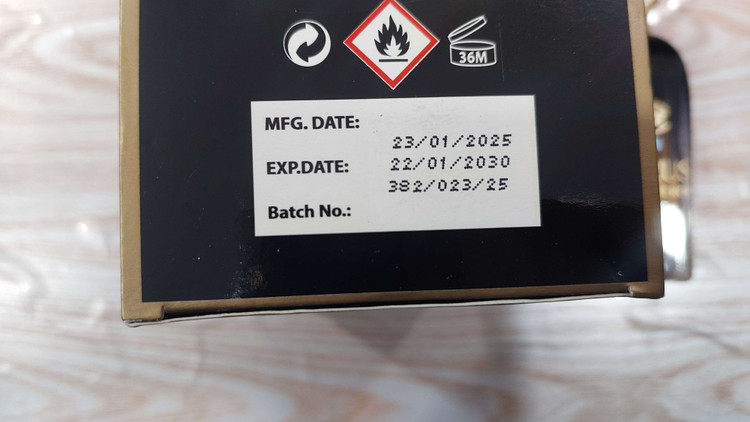 36M
MFG. DATE:
23/01/2025
EXP.DATE:
22/01/2030
382/023/25
Batch No.: